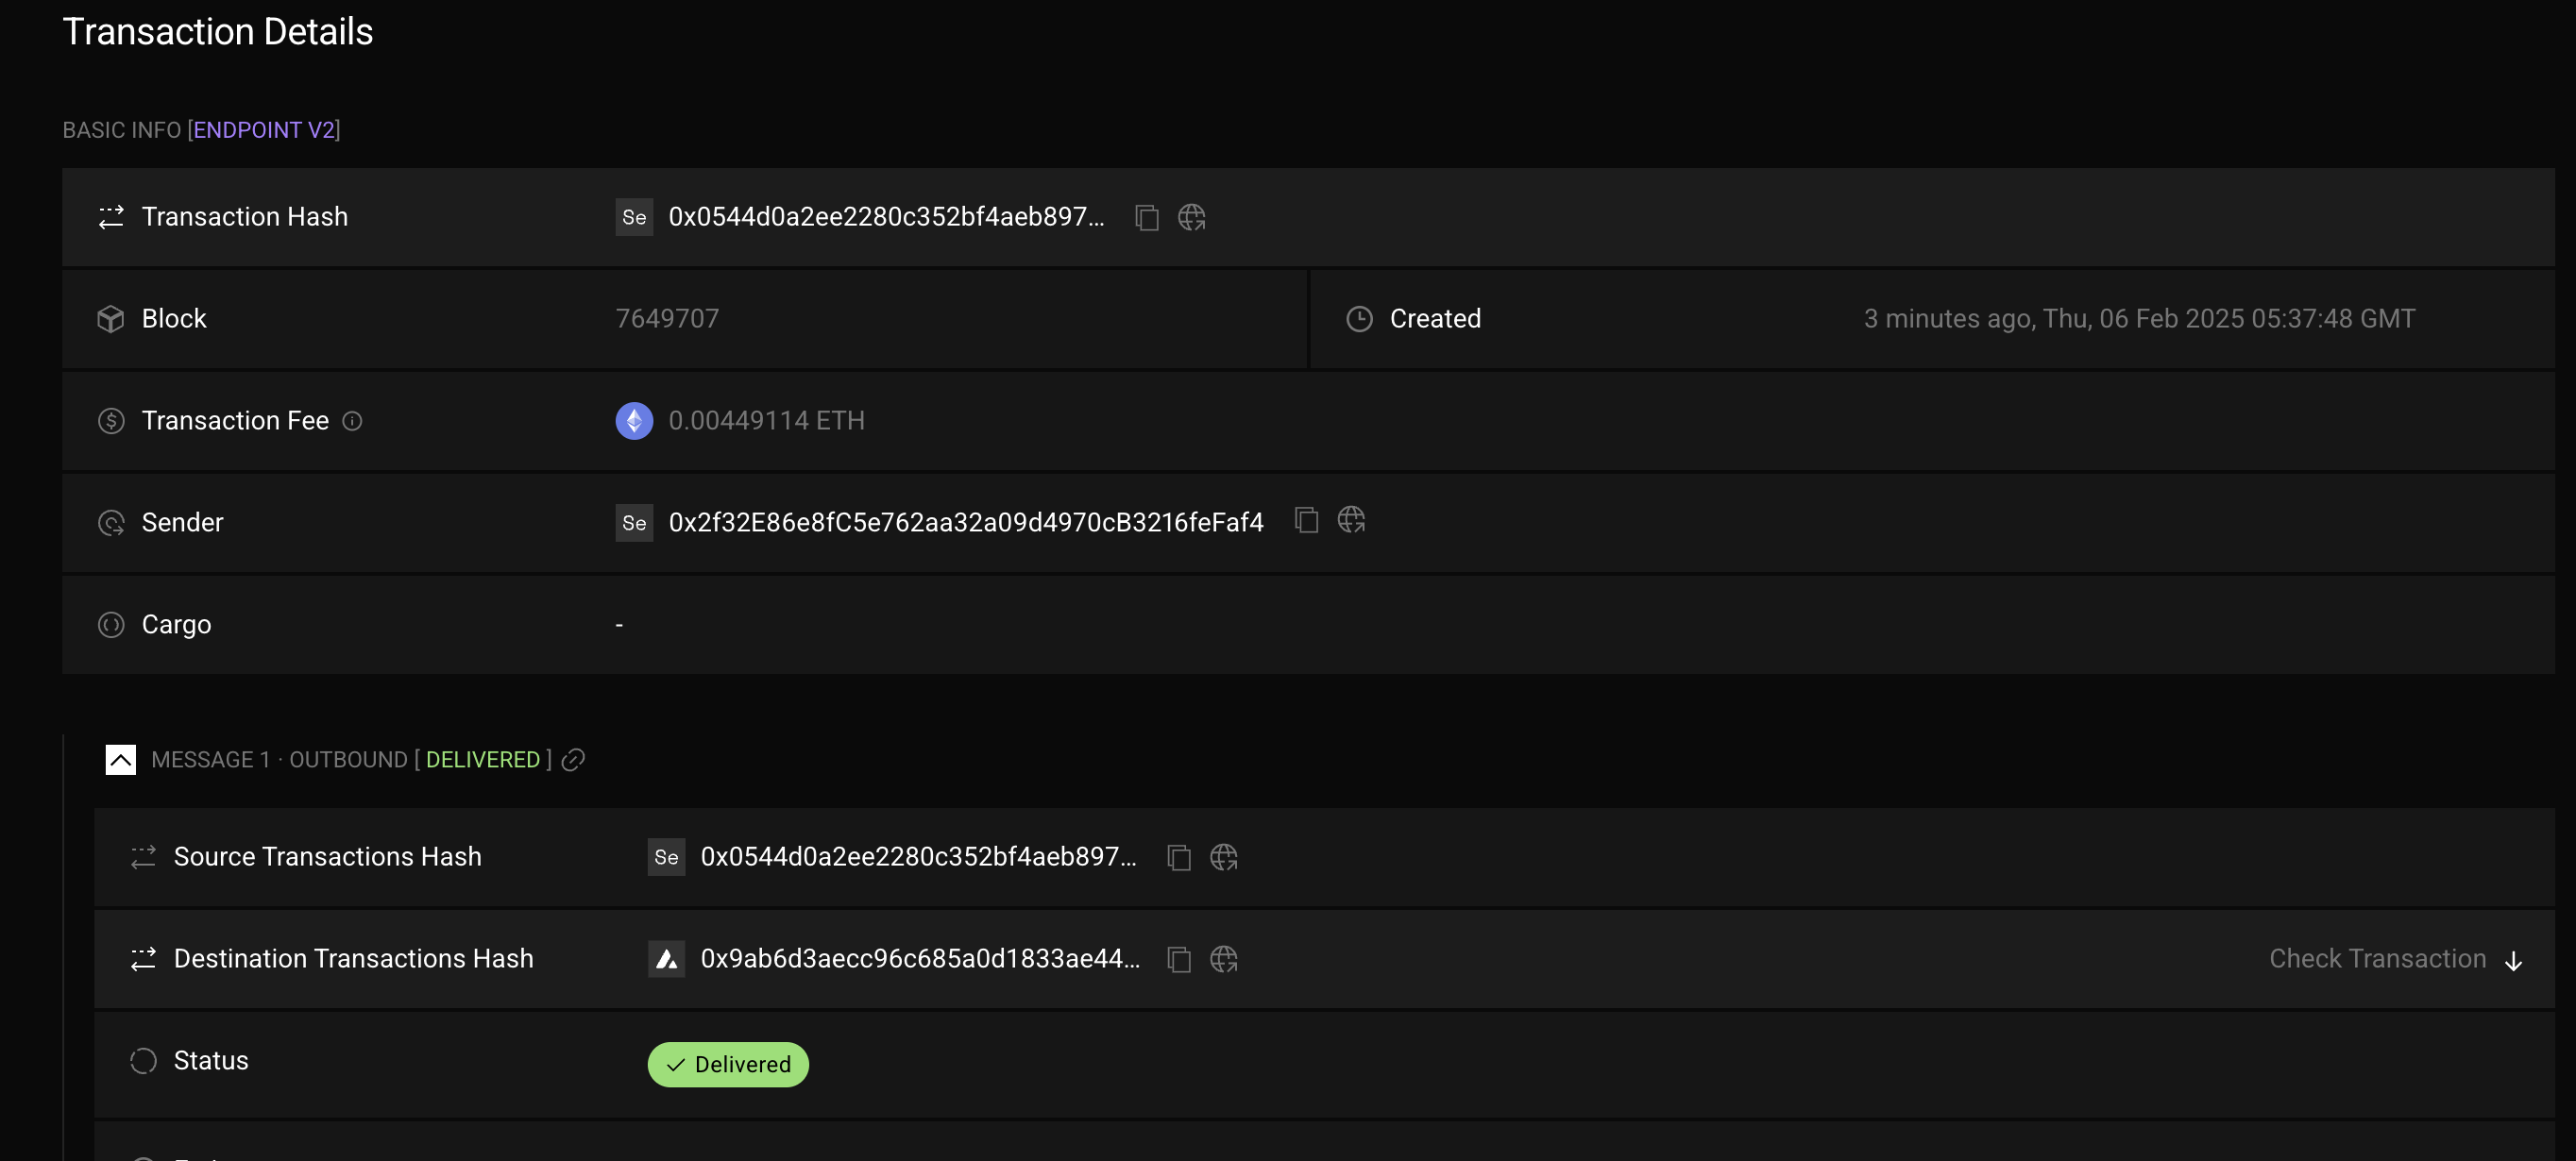 Transaction Details
BASIC INFO [ENDPOINT V2]
Transaction Hash Se 0x0544d0a2ee2280c352bf4aeb897...
Block 7649707 Created 3 minutes ago, Thu, 06 Feb 2025 05:37:48 GMT
Transaction Fee 0.00449114 ETH
Sender Se 0x2f32E86e8fC5e762aa32a09d4970cB3216feFaf4
Cargo -
MESSAGE 1 · OUTBOUND [ DELIVERED ]
Source Transactions Hash Se 0x0544d0a2ee2280c352bf4aeb897...
Destination Transactions Hash 0x9ab6d3aecc96c685a0d1833ae44... Check Transaction
Status Delivered